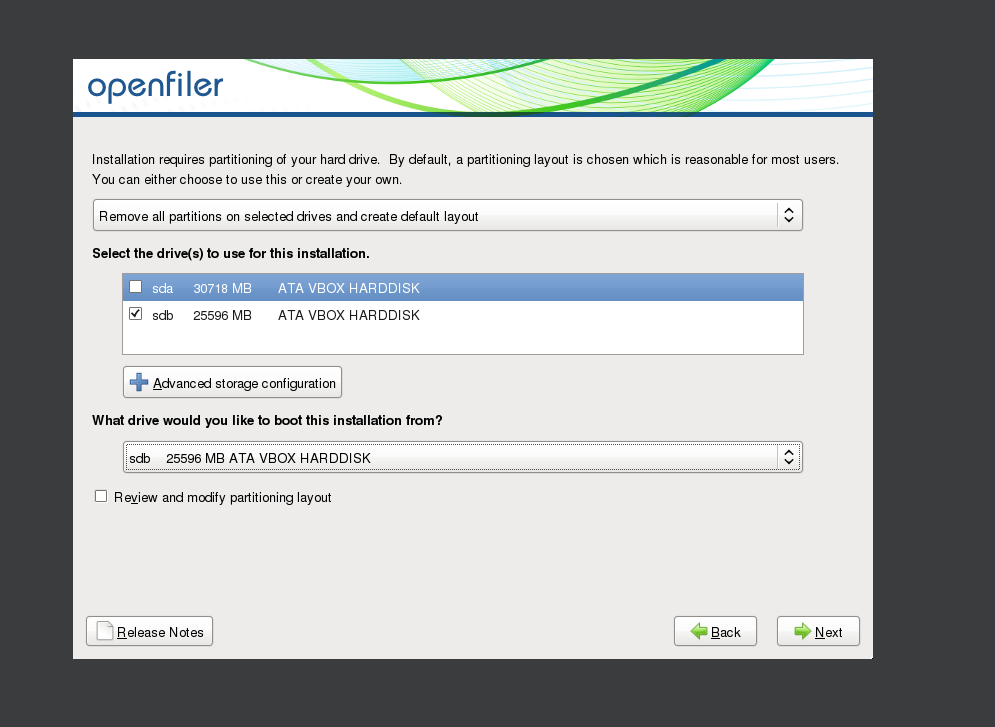 openfiler
Installation requires partitioning of your hard drive.  By default, a partitioning layout is chosen which is reasonable for most users.
You can either choose to use this or create your own.
Remove all partitions on selected drives and create default layout
Select the drive(s) to use for this installation.
sda 30718 MB ATA VBOX HARDDISK
sdb 25596 MB ATA VBOX HARDDISK
Advanced storage configuration
What drive would you like to boot this installation from?
sdb 25596 MB ATA VBOX HARDDISK
Review and modify partitioning layout
Release Notes Back Next